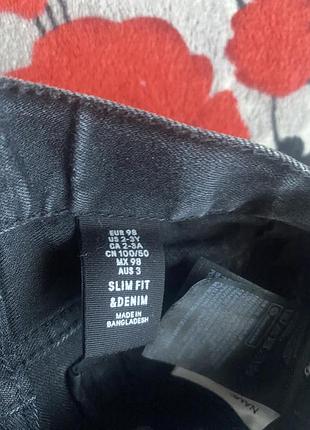 EUR 98
US 2-3Y
CA 2-3A
CN 100/50
MX 98
AUS 3
SLIM FIT
&DENIM
MADE IN
BANGLADESH